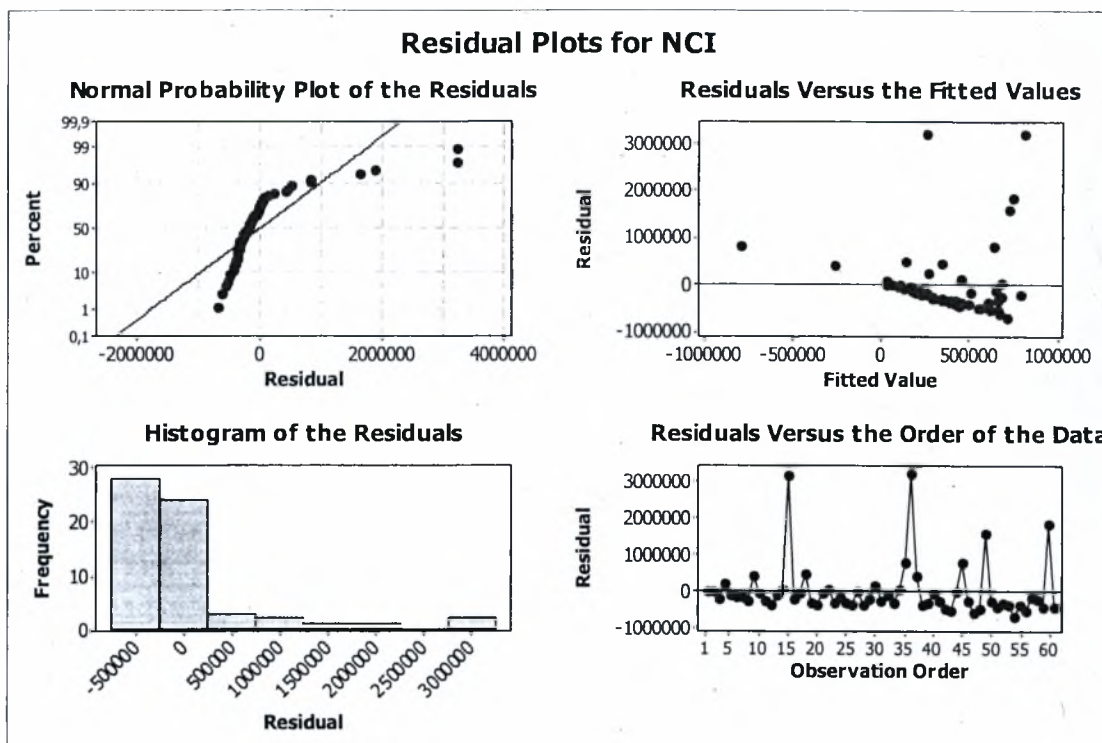 Residual Plots for NCI
Normal Probability Plot of the Residuals
99,9
99
90
50
10
1
0,1
Percent
-2000000 0 2000000 4000000
Residual
Residuals Versus the Fitted Values
3000000
2000000
1000000
0
-1000000
Residual
-1000000 -500000 0 500000 1000000
Fitted Value
Histogram of the Residuals
30
20
10
0
Frequency
-500000 0 500000 1000000 1500000 2000000 2500000 3000000
Residual
Residuals Versus the Order of the Data
3000000
2000000
1000000
0
-1000000
Residual
1 5 10 15 20 25 30 35 40 45 50 55 60
Observation Order